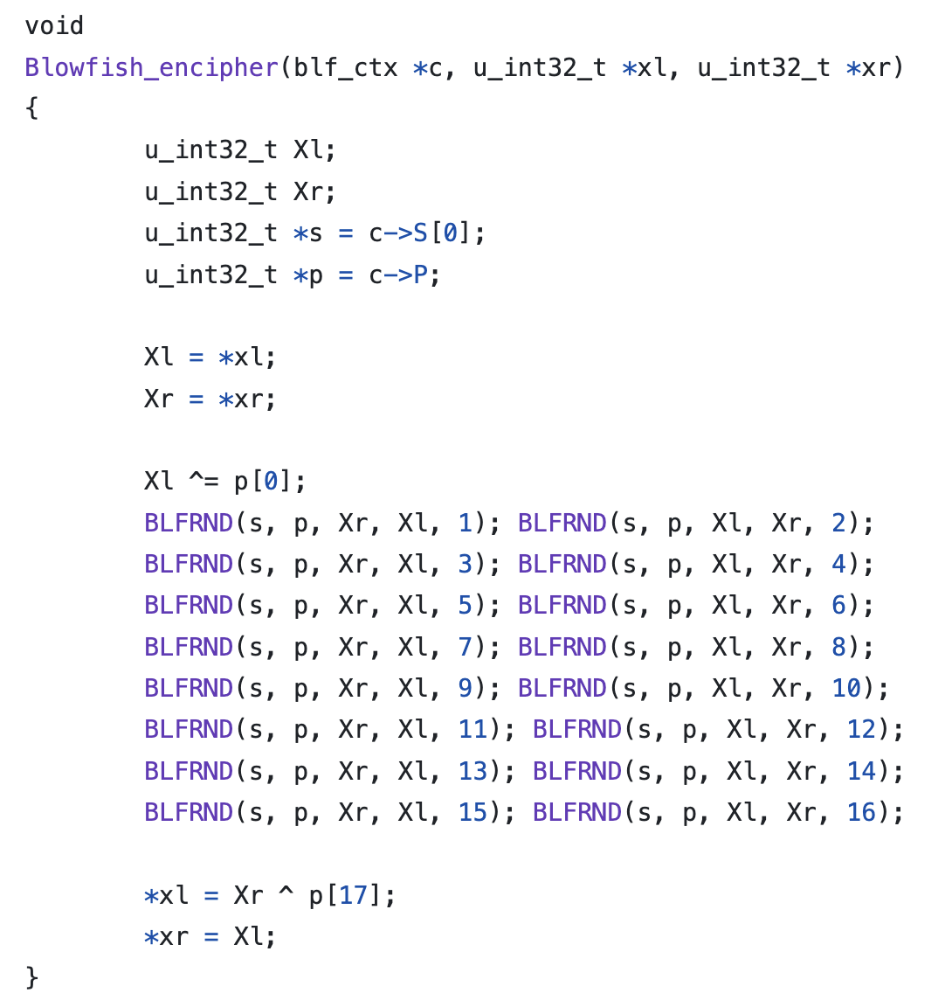 void
Blowfish_encipher(blf_ctx *c, u_int32_t *xl, u_int32_t *xr)
{
        u_int32_t Xl;
        u_int32_t Xr;
        u_int32_t *s = c->S[0];
        u_int32_t *p = c->P;

        Xl = *xl;
        Xr = *xr;

        Xl ^= p[0];
        BLFRND(s, p, Xr, Xl, 1); BLFRND(s, p, Xl, Xr, 2);
        BLFRND(s, p, Xr, Xl, 3); BLFRND(s, p, Xl, Xr, 4);
        BLFRND(s, p, Xr, Xl, 5); BLFRND(s, p, Xl, Xr, 6);
        BLFRND(s, p, Xr, Xl, 7); BLFRND(s, p, Xl, Xr, 8);
        BLFRND(s, p, Xr, Xl, 9); BLFRND(s, p, Xl, Xr, 10);
        BLFRND(s, p, Xr, Xl, 11); BLFRND(s, p, Xl, Xr, 12);
        BLFRND(s, p, Xr, Xl, 13); BLFRND(s, p, Xl, Xr, 14);
        BLFRND(s, p, Xr, Xl, 15); BLFRND(s, p, Xl, Xr, 16);

        *xl = Xr ^ p[17];
        *xr = Xl;
}